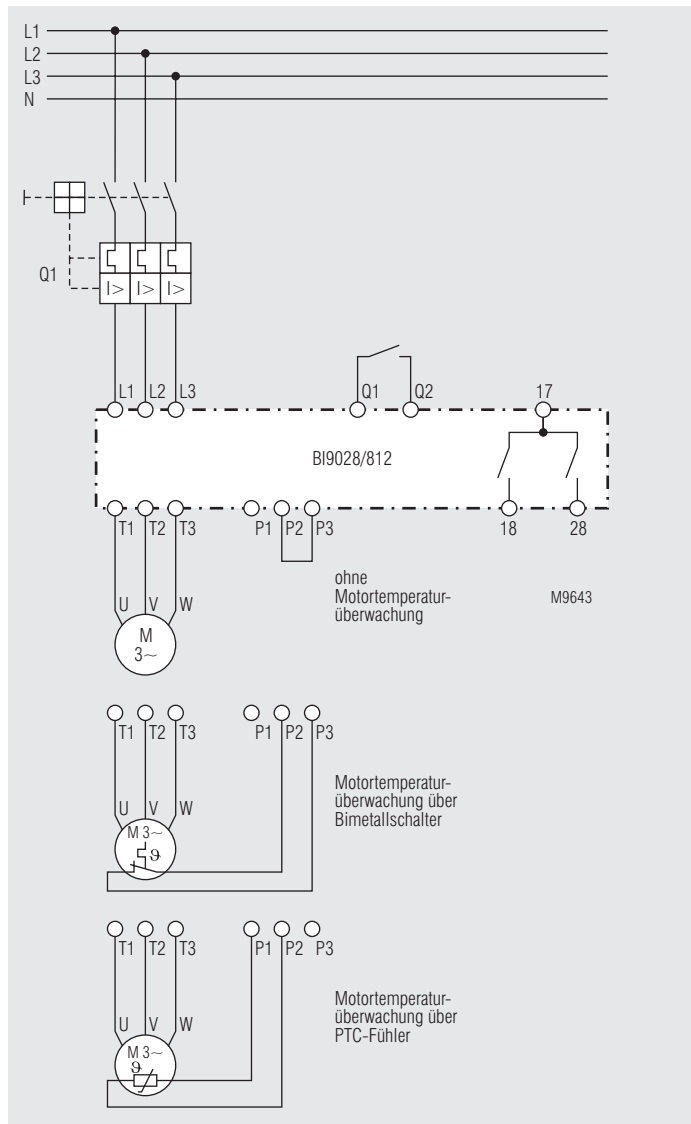 L1
L2
L3
N
Q1
I> I> I>
L1 L2 L3 Q1 Q2 17
BI9028/812
T1 T2 T3 P1 P2 P3 18 28
ohne
Motortemperatur-
überwachung
M9643
U V W
M
3~
T1 T2 T3 P1 P2 P3
Motortemperatur-
überwachung über
Bimetallschalter
U V W
M 3~
ϑ
T1 T2 T3 P1 P2 P3
Motortemperatur-
überwachung über
PTC-Fühler
U V W
M 3~
ϑ